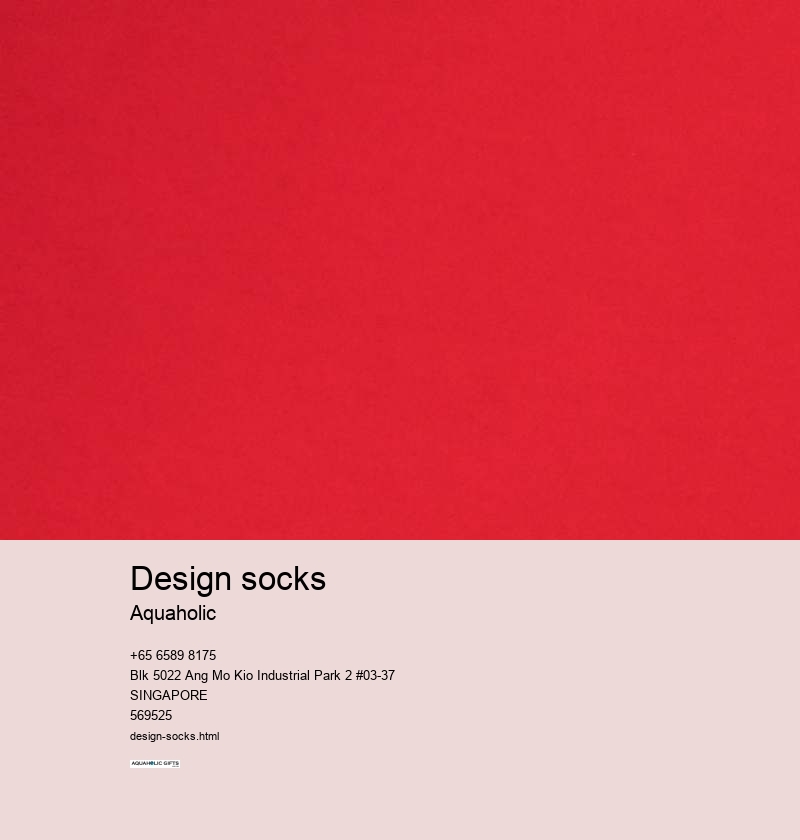 Design socks
Aquaholic
+65 6589 8175
Blk 5022 Ang Mo Kio Industrial Park 2 #03-37
SINGAPORE
569525
design-socks.html
AQUAHOLIC GIFTS